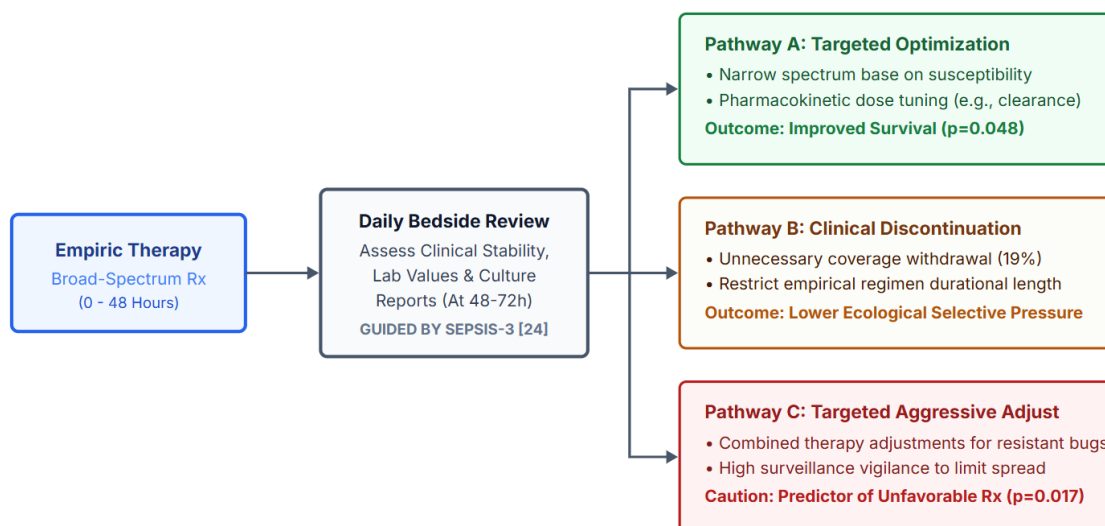 Empiric Therapy
Broad-Spectrum Rx
(0 - 48 Hours)
Daily Bedside Review
Assess Clinical Stability,
Lab Values & Culture
Reports (At 48-72h)
GUIDED BY SEPSIS-3 [24]
Pathway A: Targeted Optimization
• Narrow spectrum base on susceptibility
• Pharmacokinetic dose tuning (e.g., clearance)
Outcome: Improved Survival (p=0.048)
Pathway B: Clinical Discontinuation
• Unnecessary coverage withdrawal (19%)
• Restrict empirical regimen durational length
Outcome: Lower Ecological Selective Pressure
Pathway C: Targeted Aggressive Adjust
• Combined therapy adjustments for resistant bugs
• High surveillance vigilance to limit spread
Caution: Predictor of Unfavorable Rx (p=0.017)